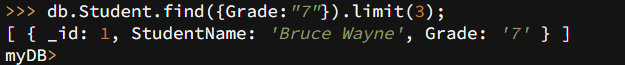 >>> db.Student.find({Grade:"7"}).limit(3);
[ { _id: 1, StudentName: 'Bruce Wayne', Grade: '7' } ]
myDB>